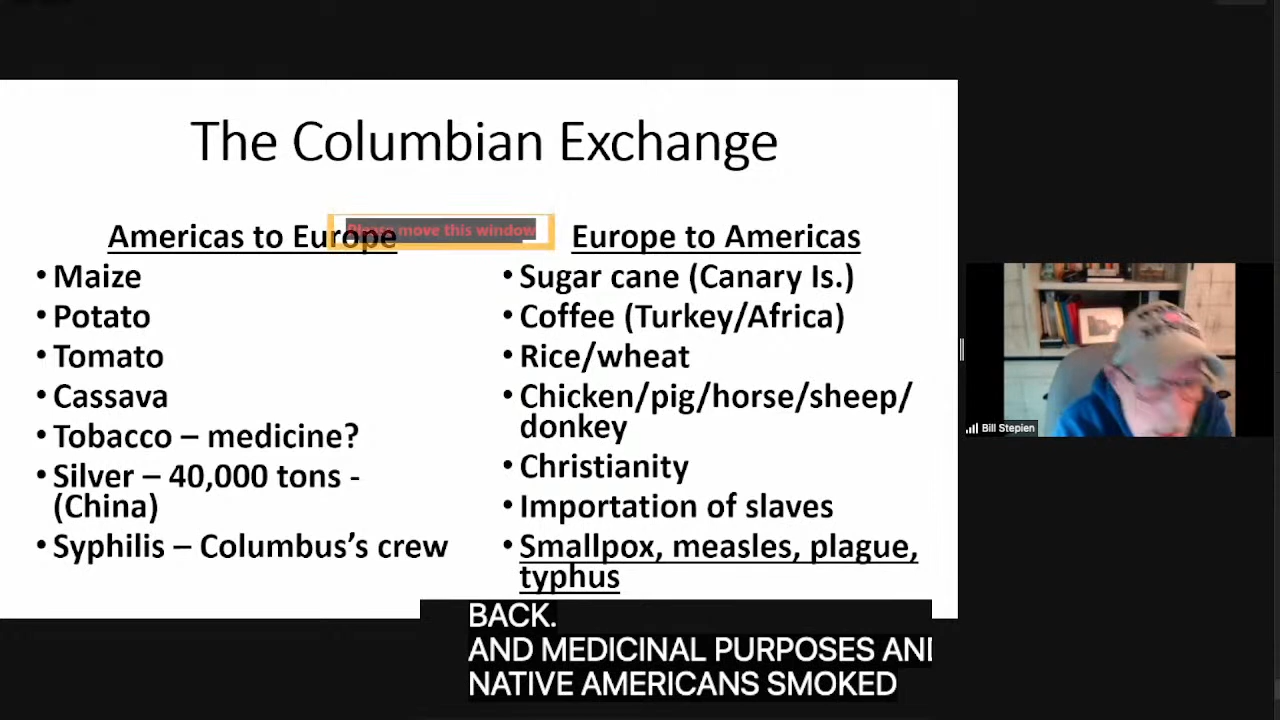 The Columbian Exchange
Americas to Europe
Please move this window
• Maize
• Potato
• Tomato
• Cassava
• Tobacco – medicine?
• Silver – 40,000 tons -
(China)
• Syphilis – Columbus’s crew
Europe to Americas
• Sugar cane (Canary Is.)
• Coffee (Turkey/Africa)
• Rice/wheat
• Chicken/pig/horse/sheep/
donkey
• Christianity
• Importation of slaves
• Smallpox, measles, plague,
typhus
Bill Stepien
BACK.
AND MEDICINAL PURPOSES AND
NATIVE AMERICANS SMOKED